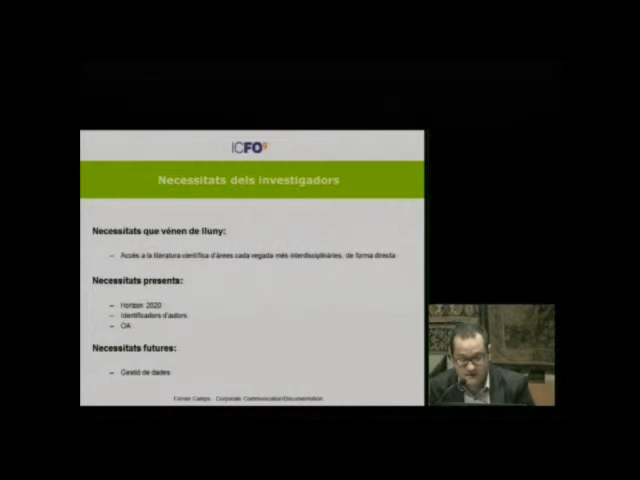 ICFO
Necessitats dels investigadors
Necessitats que vénen de lluny:
– Accés a la literatura científica d'àrees cada vegada més interdisciplinàries, de forma directa
Necessitats presents:
– Horizon 2020
– Identificadors d'autors
– OA
Necessitats futures:
– Gestió de dades
Camps Corporate Communication/Documentation